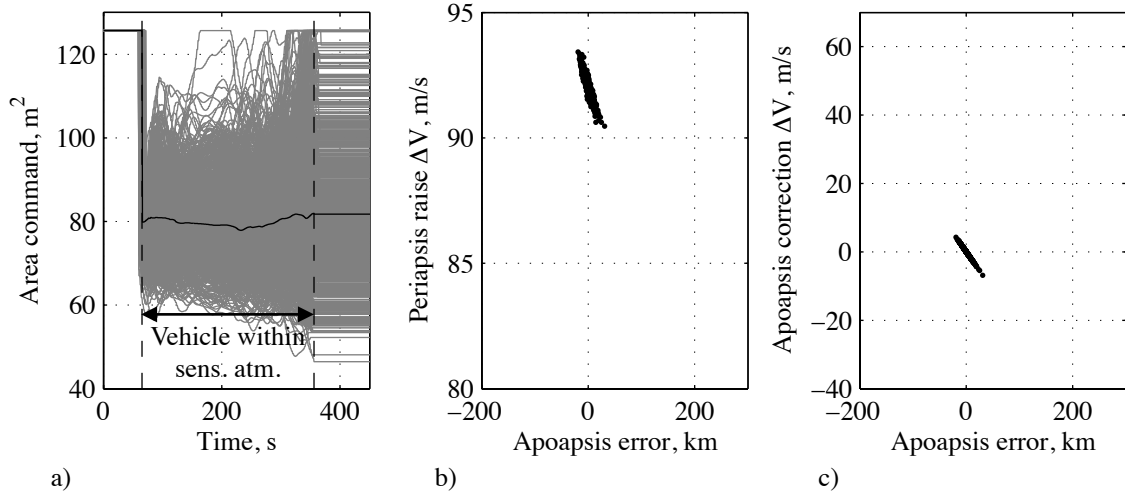 Area command, m²
120
100
80
60
40
0
200
400
Time, s
Vehicle within
sens. atm.
a)
Periapsis raise ΔV, m/s
95
90
85
80
−200
0
200
Apoapsis error, km
b)
Apoapsis correction ΔV, m/s
60
40
20
0
−20
−40
−200
0
200
Apoapsis error, km
c)